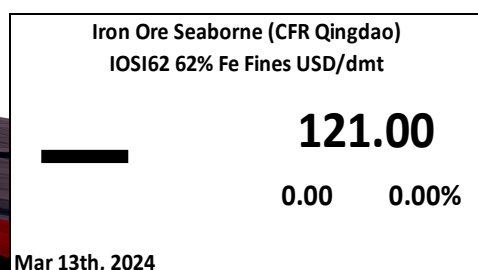 Iron Ore Seaborne (CFR Qingdao)
IOSI62 62% Fe Fines USD/dmt
121.00
0.00 0.00%
Mar 13th, 2024